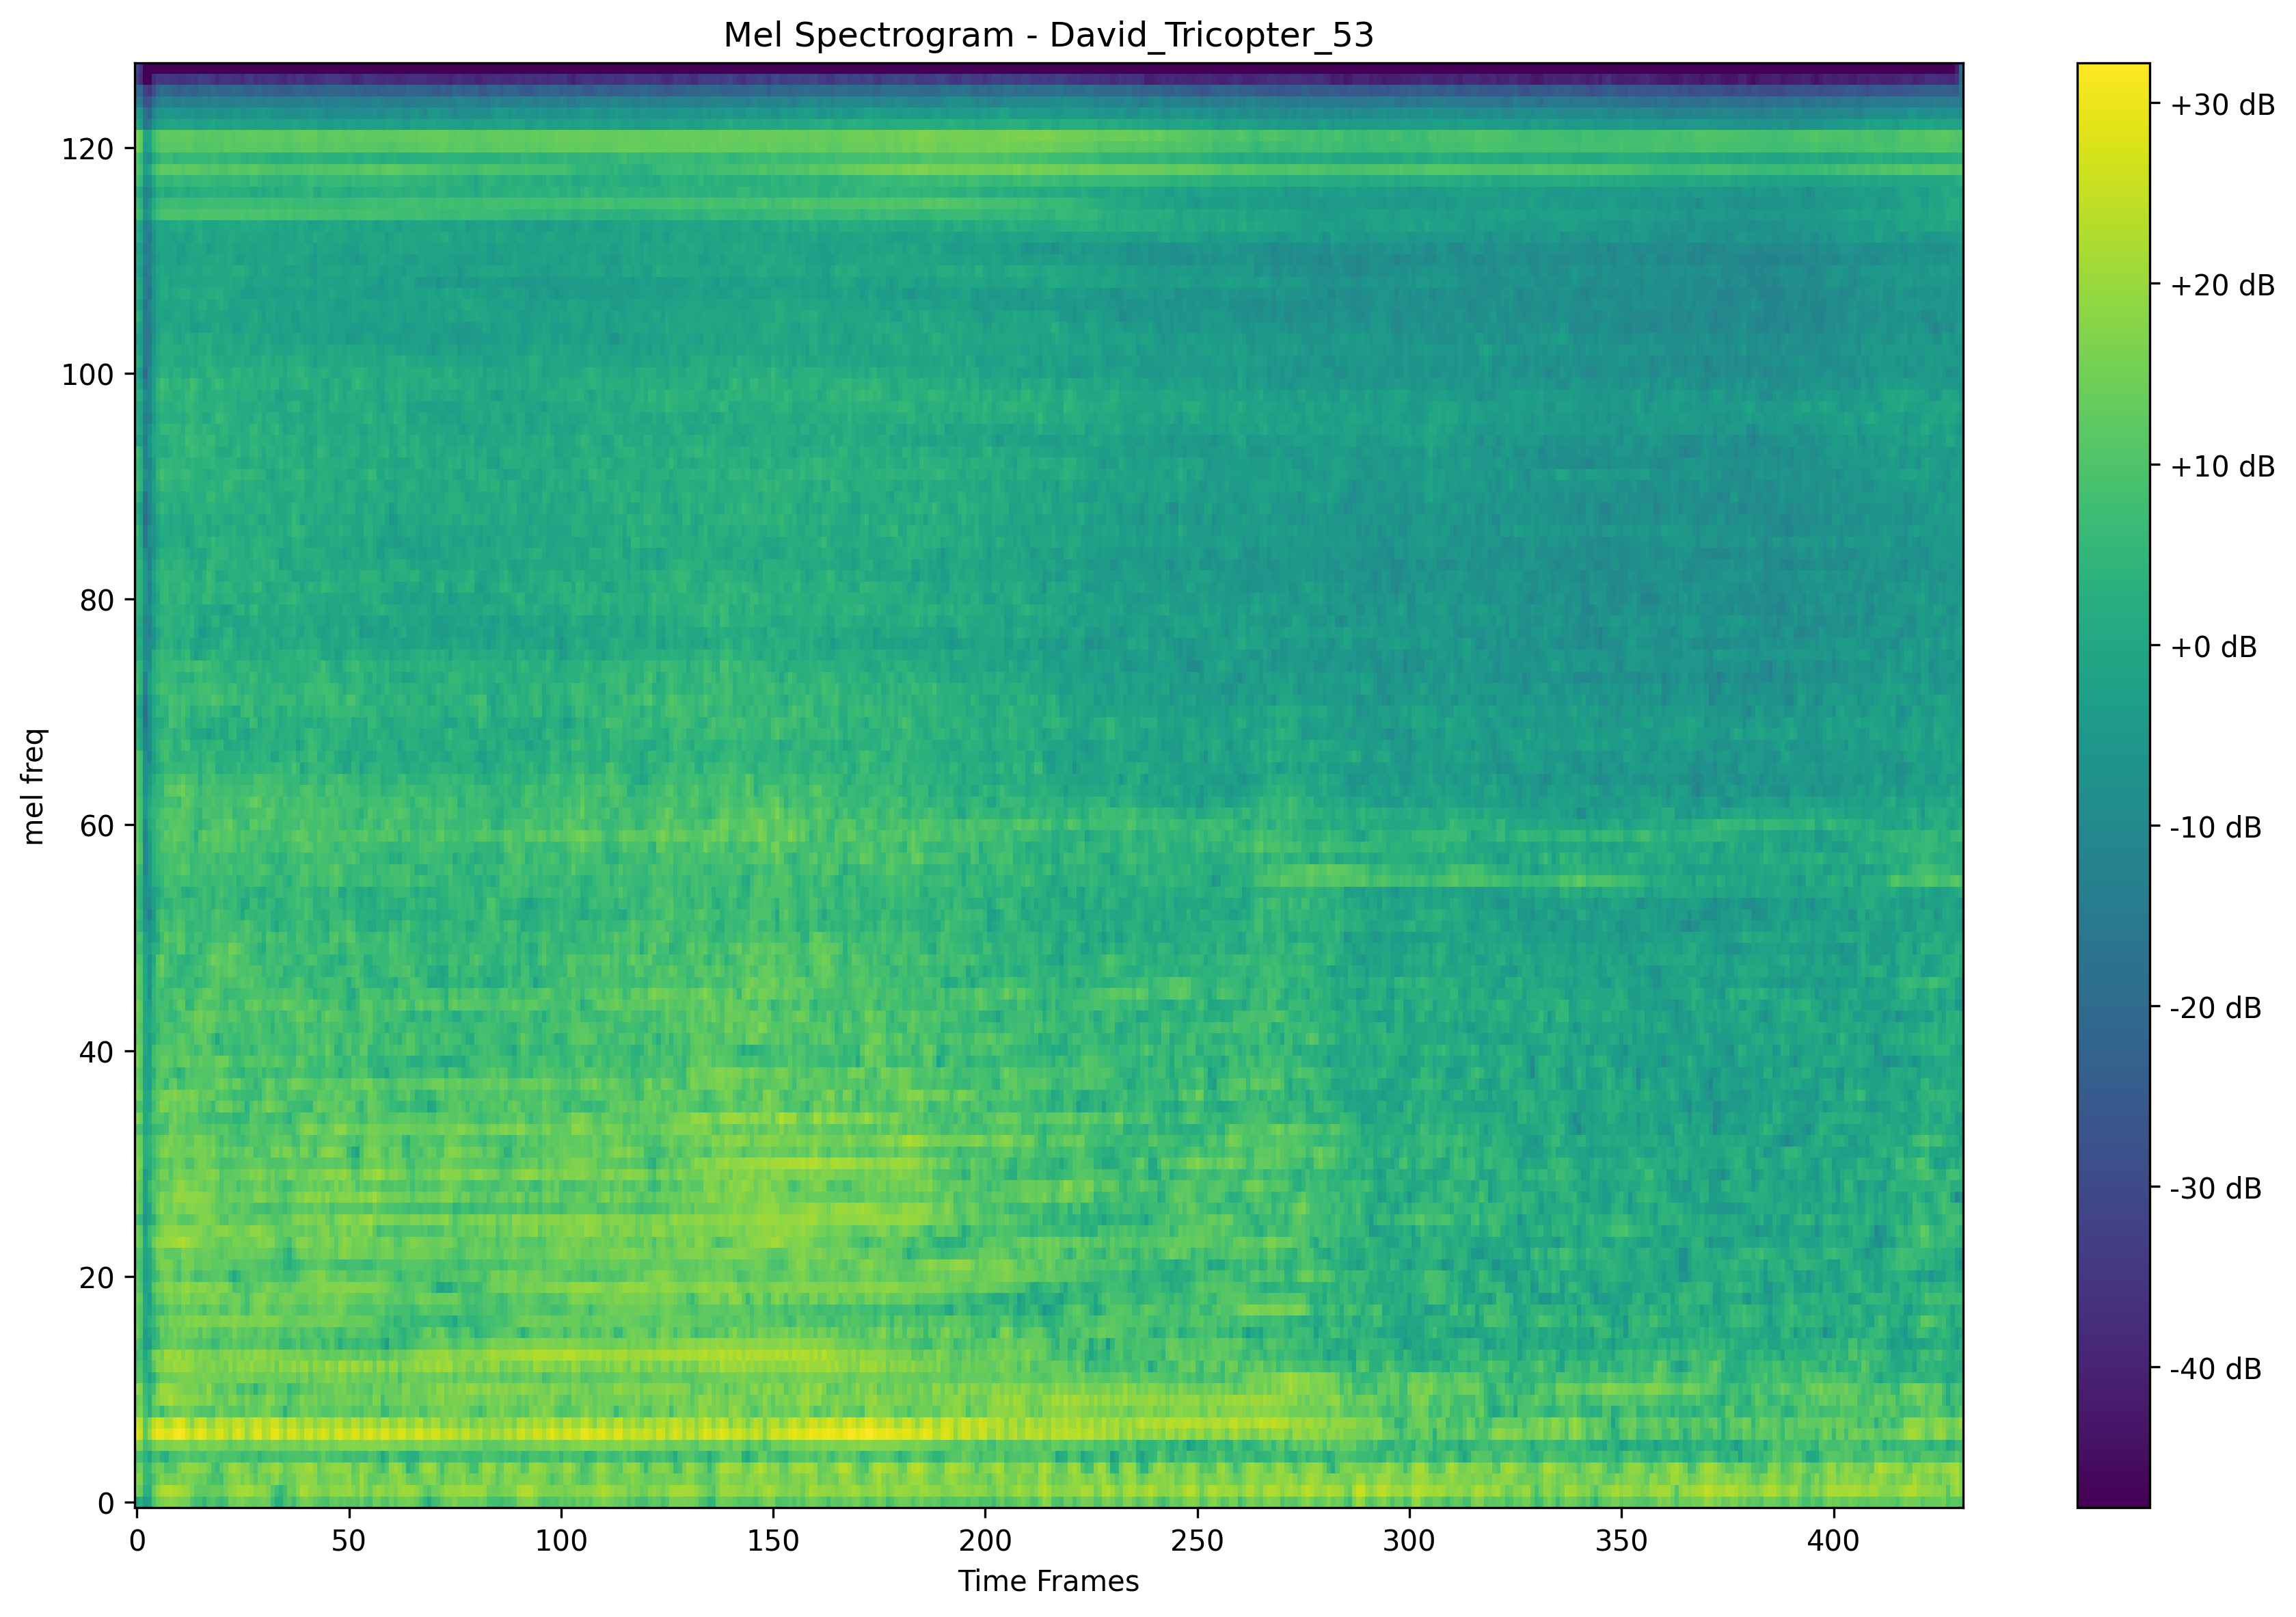 Mel Spectrogram - David_Tricopter_53
mel freq
120
100
80
60
40
20
0
0 50 100 150 200 250 300 350 400
Time Frames
+30 dB
+20 dB
+10 dB
+0 dB
-10 dB
-20 dB
-30 dB
-40 dB